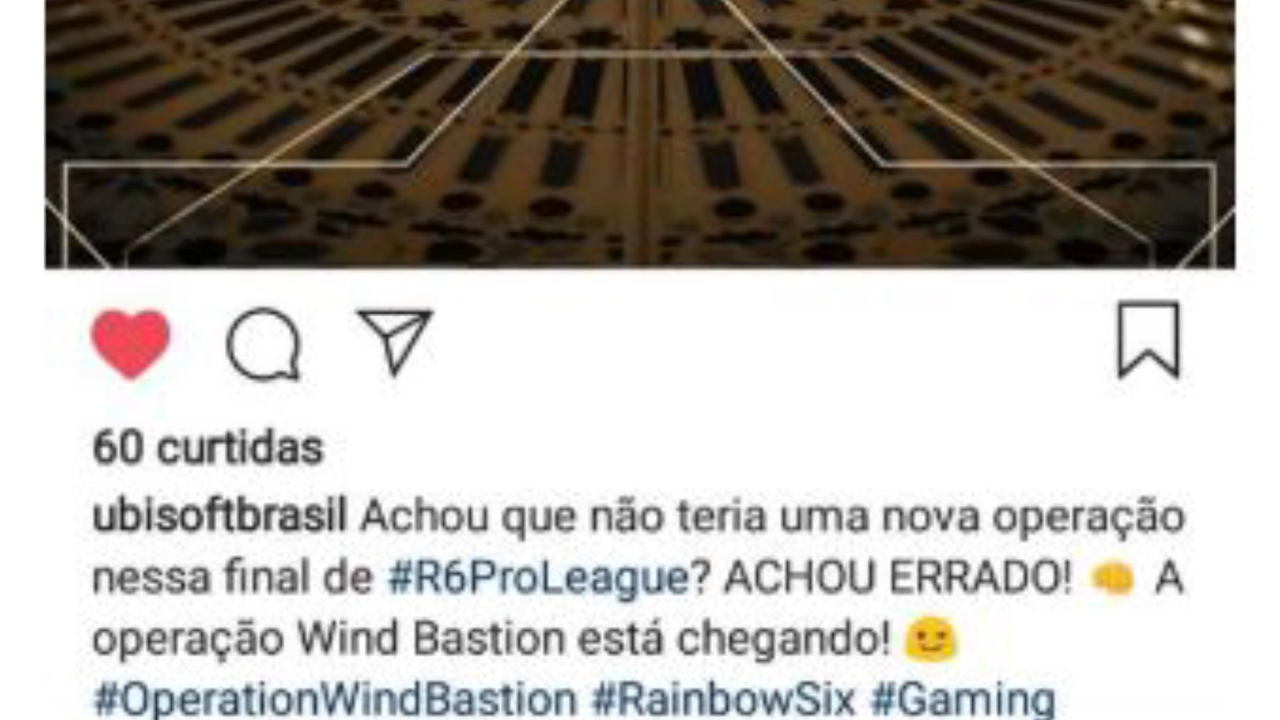 60 curtidas
ubisoftbrasil Achou que não teria uma nova operação
nessa final de #R6ProLeague? ACHOU ERRADO! 👊 A
operação Wind Bastion está chegando! 😉
#OperationWindBastion #RainbowSix #Gaming